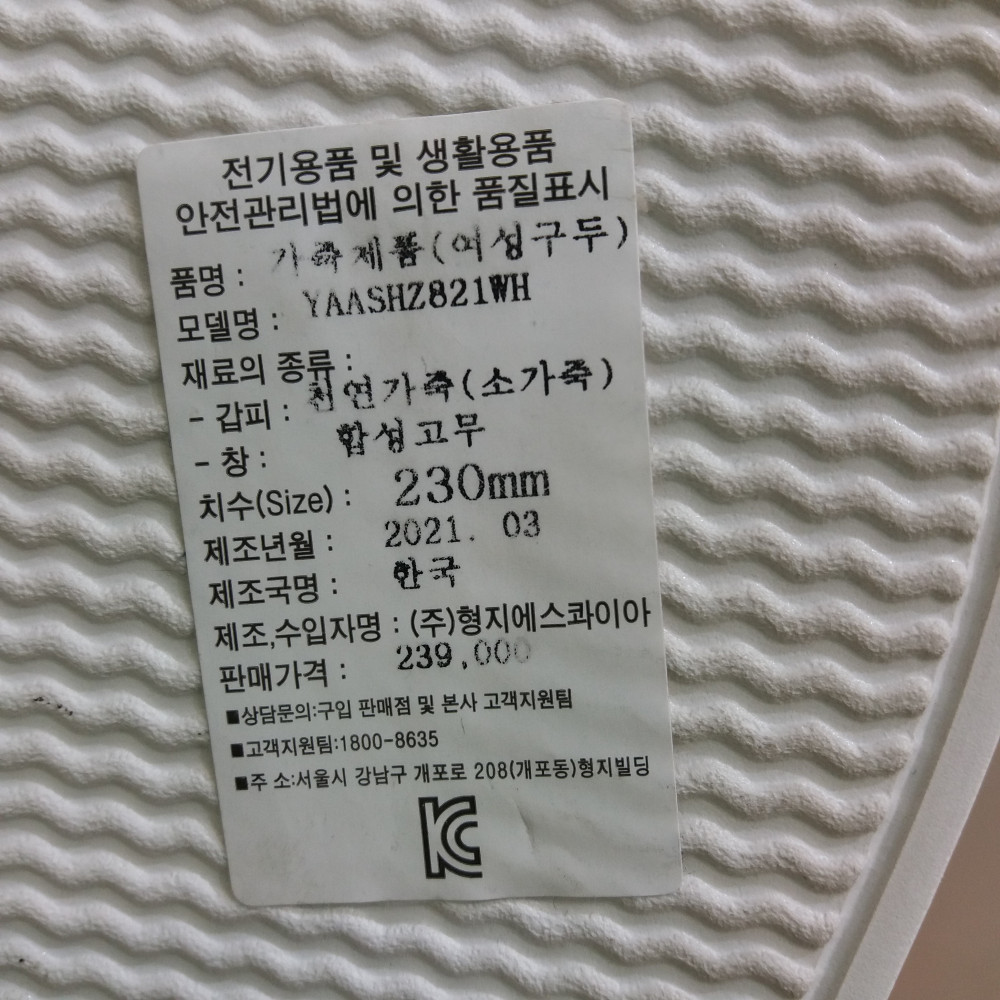 전기용품 및 생활용품
안전관리법에 의한 품질표시
품명 : 가죽제품(여성구두)
모델명 : YAASHZ821WH
재료의 종류 :
- 갑피 : 천연가죽(소가죽)
- 창 : 합성고무
치수(Size) : 230mm
제조년월 : 2021. 03
제조국명 : 한국
제조,수입자명 : (주)형지에스콰이아
판매가격 : 239,000
■상담문의:구입 판매점 및 본사 고객지원팀
■고객지원팀:1800-8635
■주 소:서울시 강남구 개포로 208(개포동)형지빌딩
KC